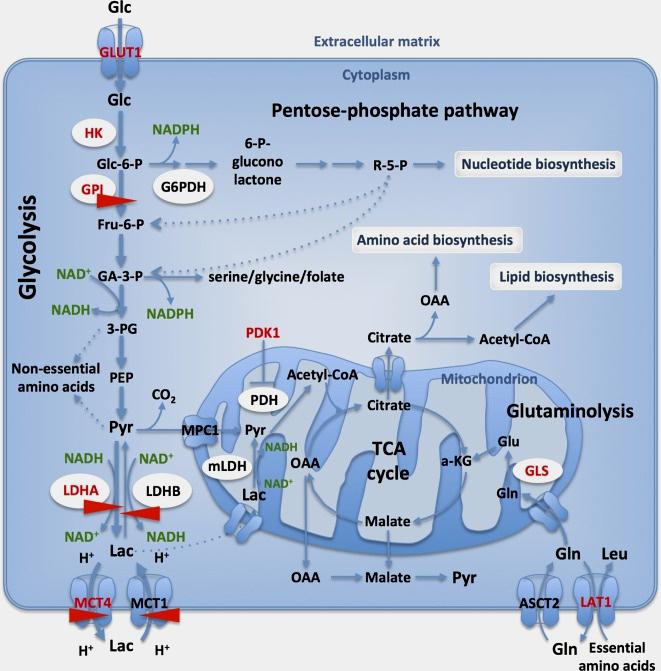 Glc
GLUT1
Extracellular matrix
Cytoplasm
Glc
Pentose-phosphate pathway
HK
NADPH
6-P-
glucono
lactone
Glc-6-P
R-5-P
Nucleotide biosynthesis
GPI
G6PDH
Glycolysis
Fru-6-P
Amino acid biosynthesis
NAD+
GA-3-P
serine/glycine/folate
Lipid biosynthesis
OAA
NADH
NADPH
3-PG
PDK1
Citrate
Acetyl-CoA
Non-essential
amino acids
PEP
Acetyl-CoA
Mitochondrion
CO2
PDH
Citrate
Glutaminolysis
Pyr
MPC1
Pyr
NADH
TCA
cycle
Glu
NADH
NAD+
mLDH
OAA
a-KG
GLS
LDHA
LDHB
NAD+
Lac
Gln
Malate
NAD+
NADH
H+
Lac
H+
Gln
Leu
OAA
Malate
Pyr
MCT4
MCT1
ASCT2
LAT1
H+
Lac
H+
Gln
Essential
amino acids